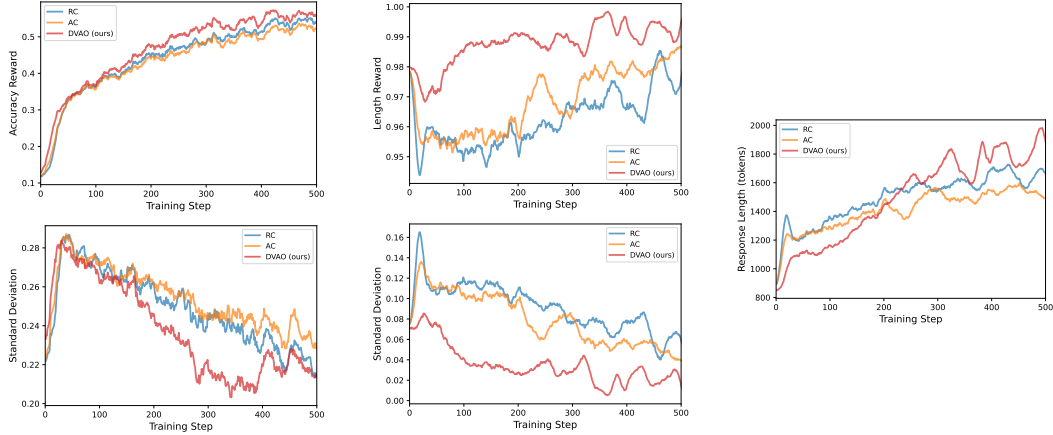 Accuracy Reward
0.5
0.4
0.3
0.2
0.1
RC
AC
DVAO (ours)
0 100 200 300 400 500
Training Step
Length Reward
1.00
0.99
0.98
0.97
0.96
0.95
RC
AC
DVAO (ours)
0 100 200 300 400 500
Training Step
Response Length (tokens)
2000
1800
1600
1400
1200
1000
800
RC
AC
DVAO (ours)
0 100 200 300 400 500
Training Step
Standard Deviation
0.28
0.26
0.24
0.22
0.20
RC
AC
DVAO (ours)
0 100 200 300 400 500
Training Step
Standard Deviation
0.16
0.14
0.12
0.10
0.08
0.06
0.04
0.02
0.00
RC
AC
DVAO (ours)
0 100 200 300 400 500
Training Step